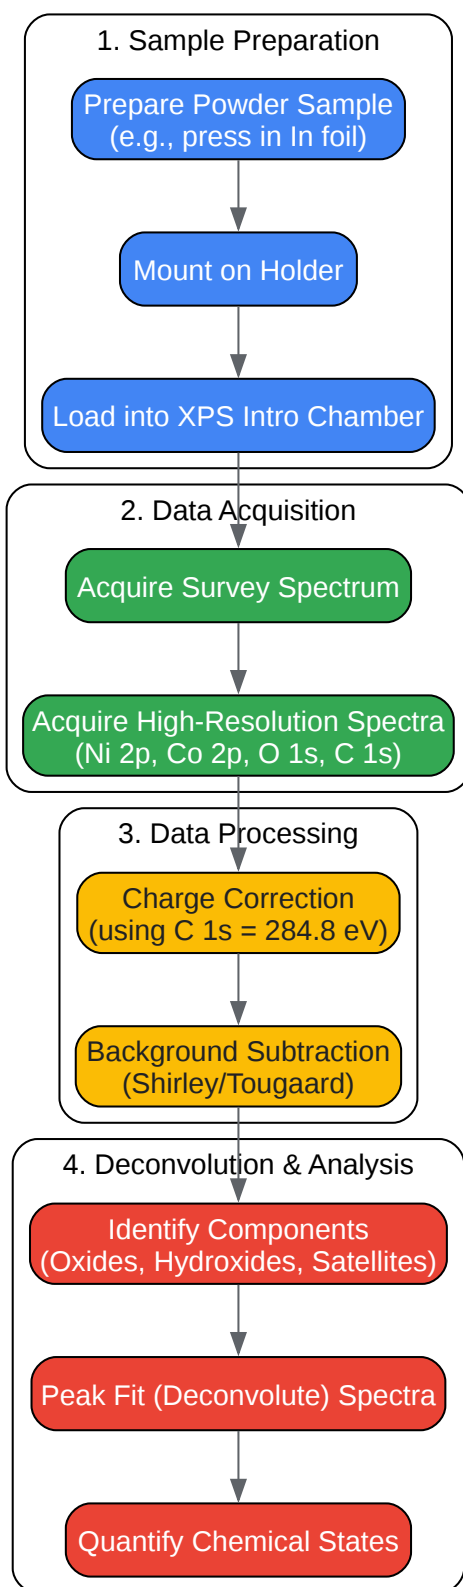 1. Sample Preparation
Prepare Powder Sample
(e.g., press in In foil)
Mount on Holder
Load into XPS Intro Chamber
2. Data Acquisition
Acquire Survey Spectrum
Acquire High-Resolution Spectra
(Ni 2p, Co 2p, O 1s, C 1s)
3. Data Processing
Charge Correction
(using C 1s = 284.8 eV)
Background Subtraction
(Shirley/Tougaard)
4. Deconvolution & Analysis
Identify Components
(Oxides, Hydroxides, Satellites)
Peak Fit (Deconvolute) Spectra
Quantify Chemical States